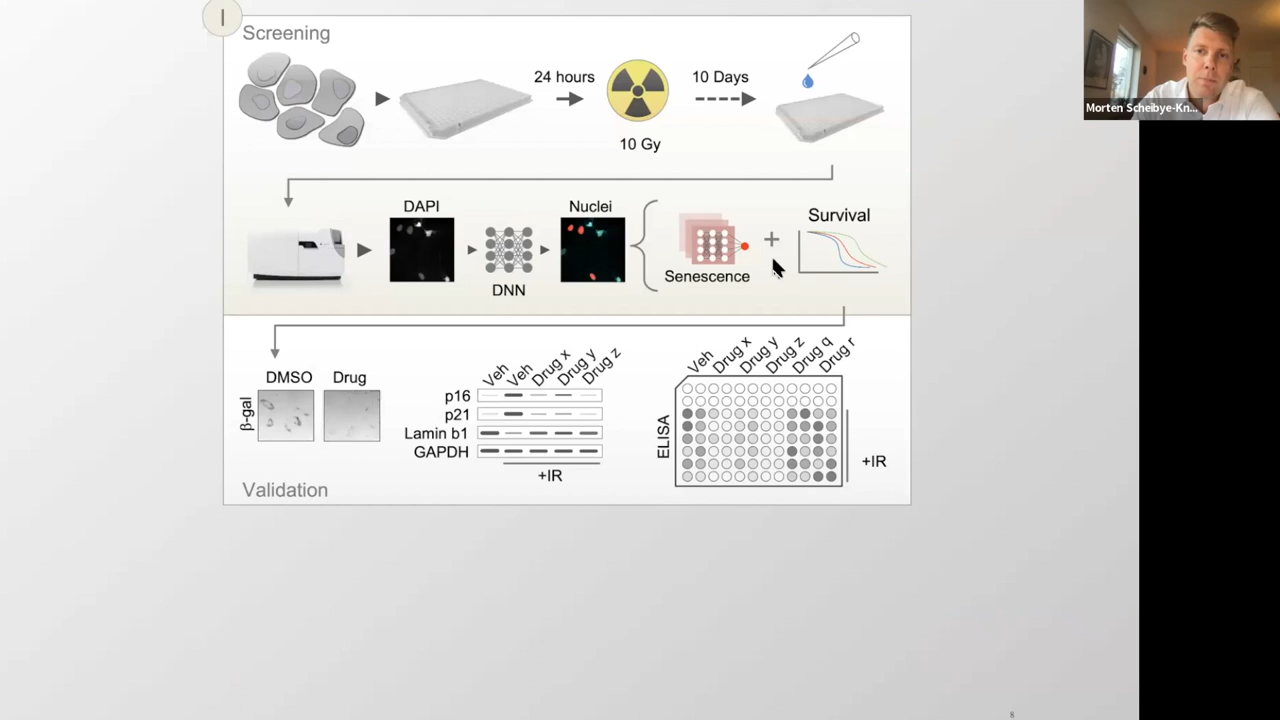 I
Screening
24 hours
10 Days
10 Gy
Morten Scheibye-Kn...
DAPI
Nuclei
Survival
DNN
Senescence
DMSO
Drug
β-gal
Veh
Veh
Drug x
Drug y
Drug z
p16
p21
Lamin b1
GAPDH
+IR
Veh
Drug x
Drug y
Drug z
Drug q
Drug r
ELISA
+IR
Validation
8